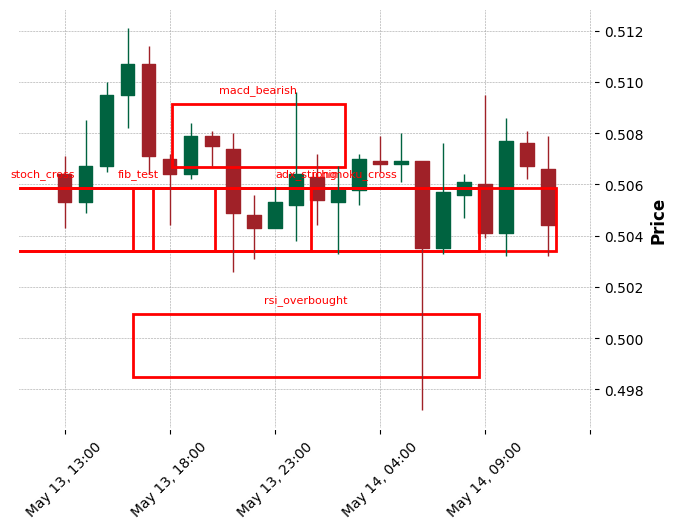 0.512
0.510
macd_bearish
0.508
stoch_cross
fib_test
adx_strong
ichimoku_cross
0.506
0.504
Price
0.502
rsi_overbought
0.500
0.498
May 13, 13:00
May 13, 18:00
May 13, 23:00
May 14, 04:00
May 14, 09:00